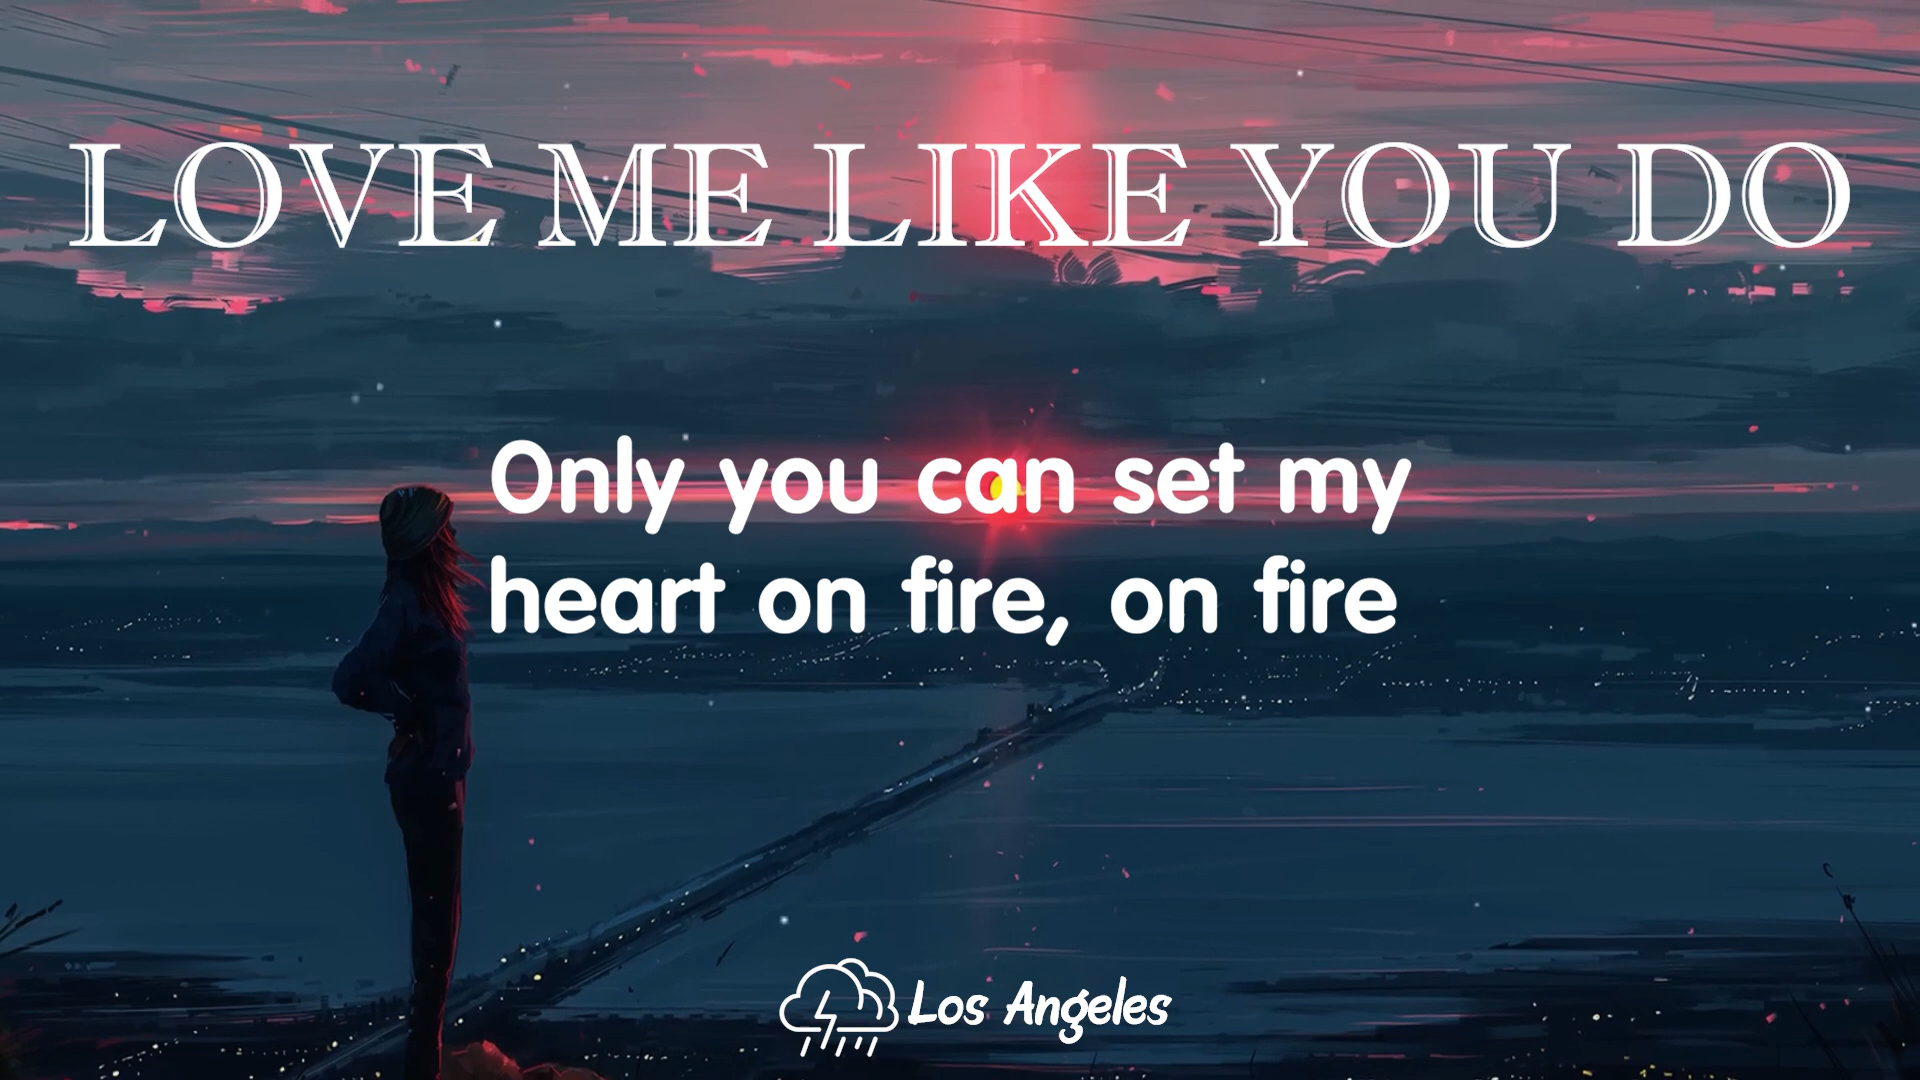 LOVE ME LIKE YOU DO
Only you can set my
heart on fire, on fire
Los Angeles